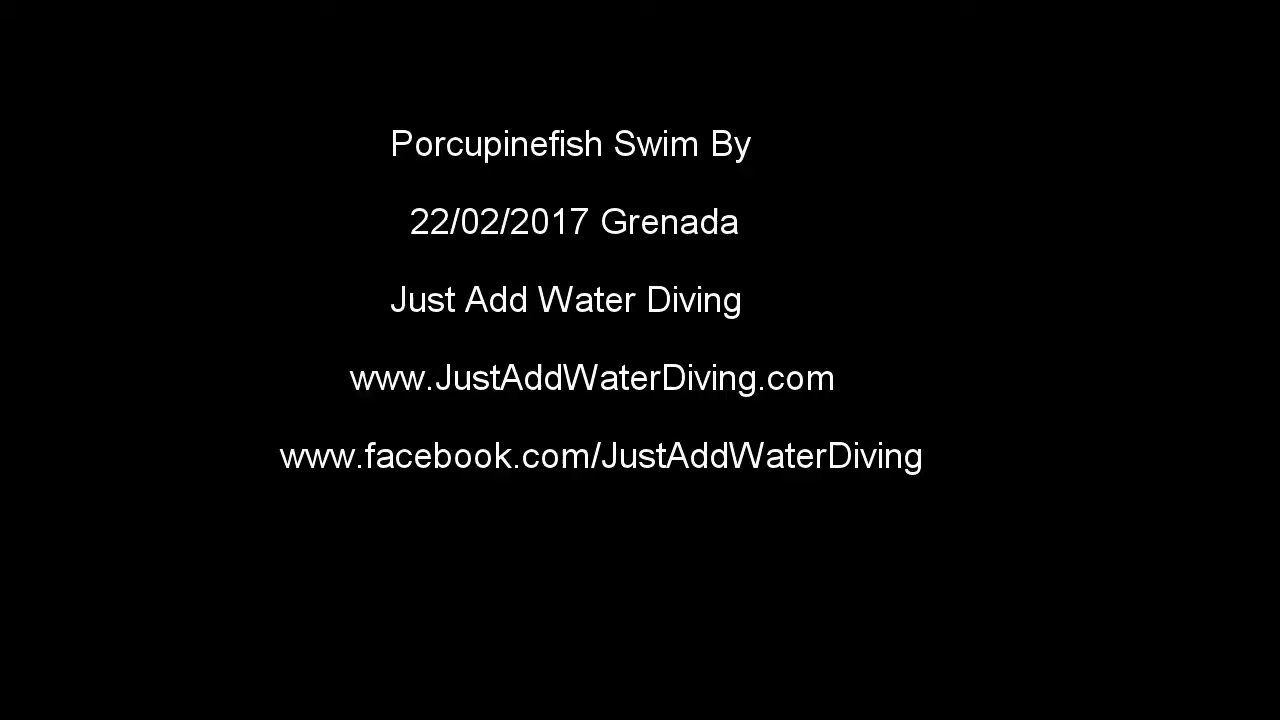 Porcupinefish Swim By
22/02/2017 Grenada
Just Add Water Diving
www.JustAddWaterDiving.com
www.facebook.com/JustAddWaterDiving